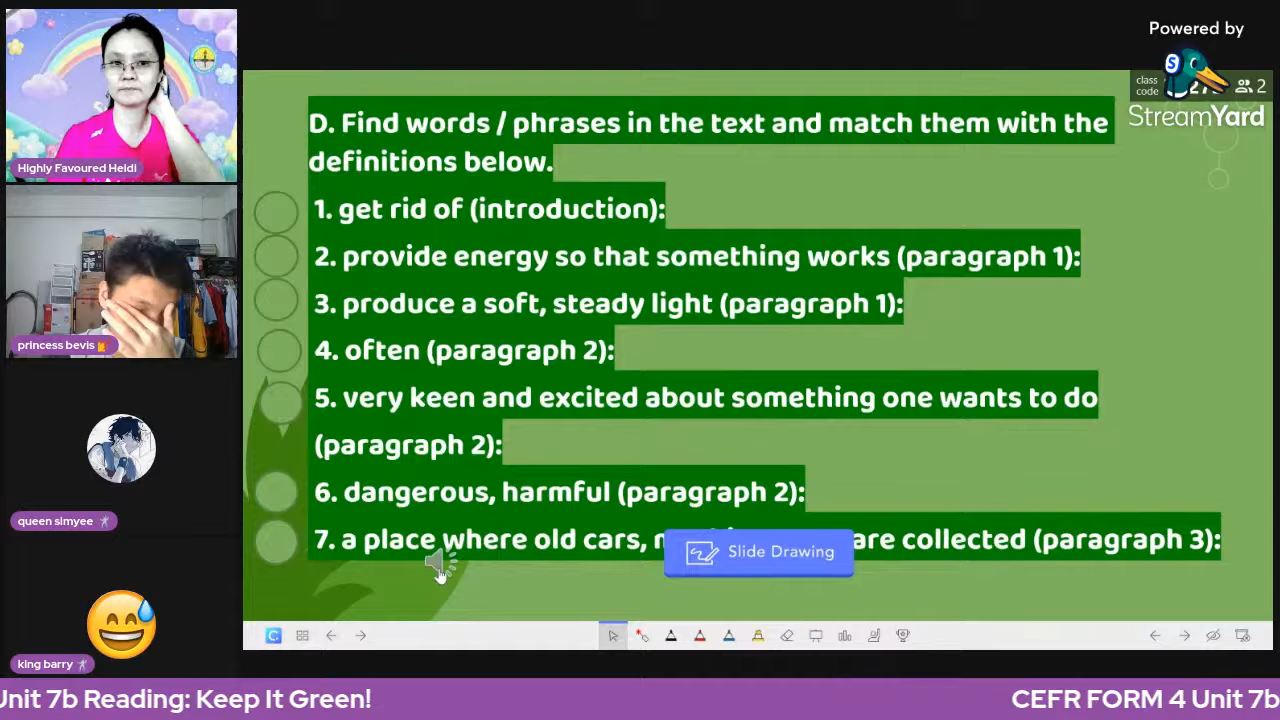 Powered by
StreamYard
class
code
2
Highly Favoured Heidi
princess bevis
queen simyee
king barry
D. Find words / phrases in the text and match them with the
definitions below.
1. get rid of (introduction):
2. provide energy so that something works (paragraph 1):
3. produce a soft, steady light (paragraph 1):
4. often (paragraph 2):
5. very keen and excited about something one wants to do
(paragraph 2):
6. dangerous, harmful (paragraph 2):
7. a place where old cars, are collected (paragraph 3):
Slide Drawing
Unit 7b Reading: Keep It Green!
CEFR FORM 4 Unit 7b